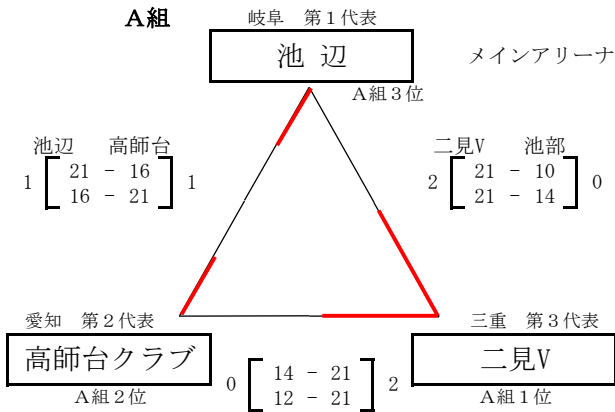 A組
岐阜 第1代表
池 辺
メインアリーナ
A組3位
池辺 高師台
1 21 - 16 1
16 - 21
二見V 池部
2 21 - 10 0
21 - 14
愛知 第2代表
高師台クラブ
A組2位
0 14 - 21 2
12 - 21
三重 第3代表
二見V
A組1位